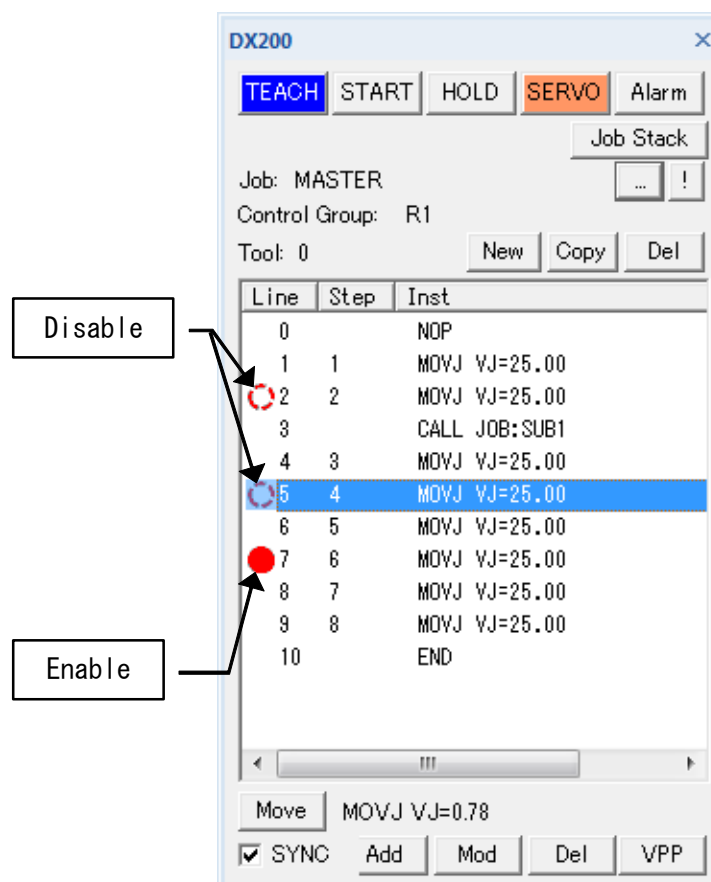 DX200
TEACH START HOLD SERVO Alarm
Job Stack
Job: MASTER ... !
Control Group: R1
Tool: 0 New Copy Del
Line Step Inst
0 NOP
1 1 MOVJ VJ=25.00
Disable
2 2 MOVJ VJ=25.00
3 CALL JOB:SUB1
4 3 MOVJ VJ=25.00
5 4 MOVJ VJ=25.00
6 5 MOVJ VJ=25.00
7 6 MOVJ VJ=25.00
8 7 MOVJ VJ=25.00
9 8 MOVJ VJ=25.00
Enable
10 END
Move MOVJ VJ=0.78
SYNC Add Mod Del VPP